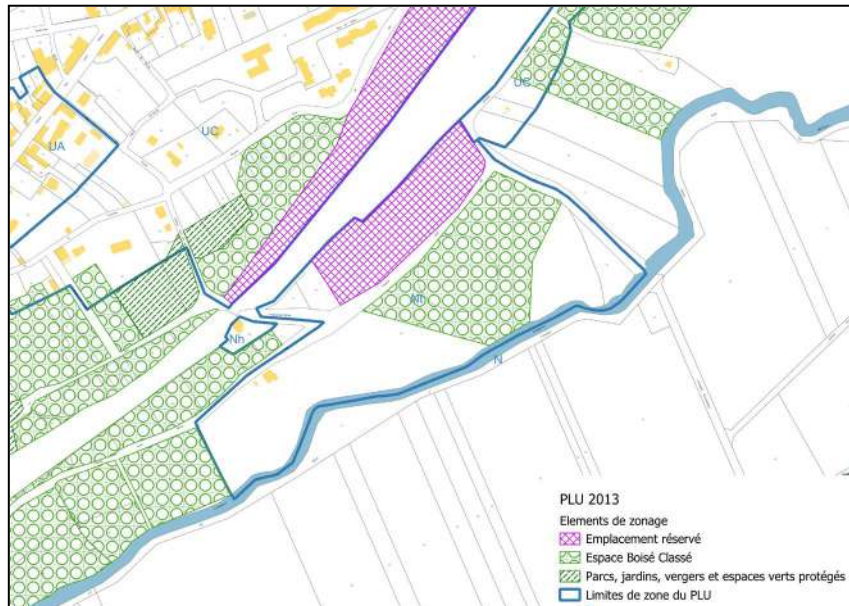 UC
UA
UC
Nl
Nh
N
PLU 2013
Elements de zonage
Emplacement réservé
Espace Boisé Classé
Parcs, jardins, vergers et espaces verts protégés
Limites de zone du PLU